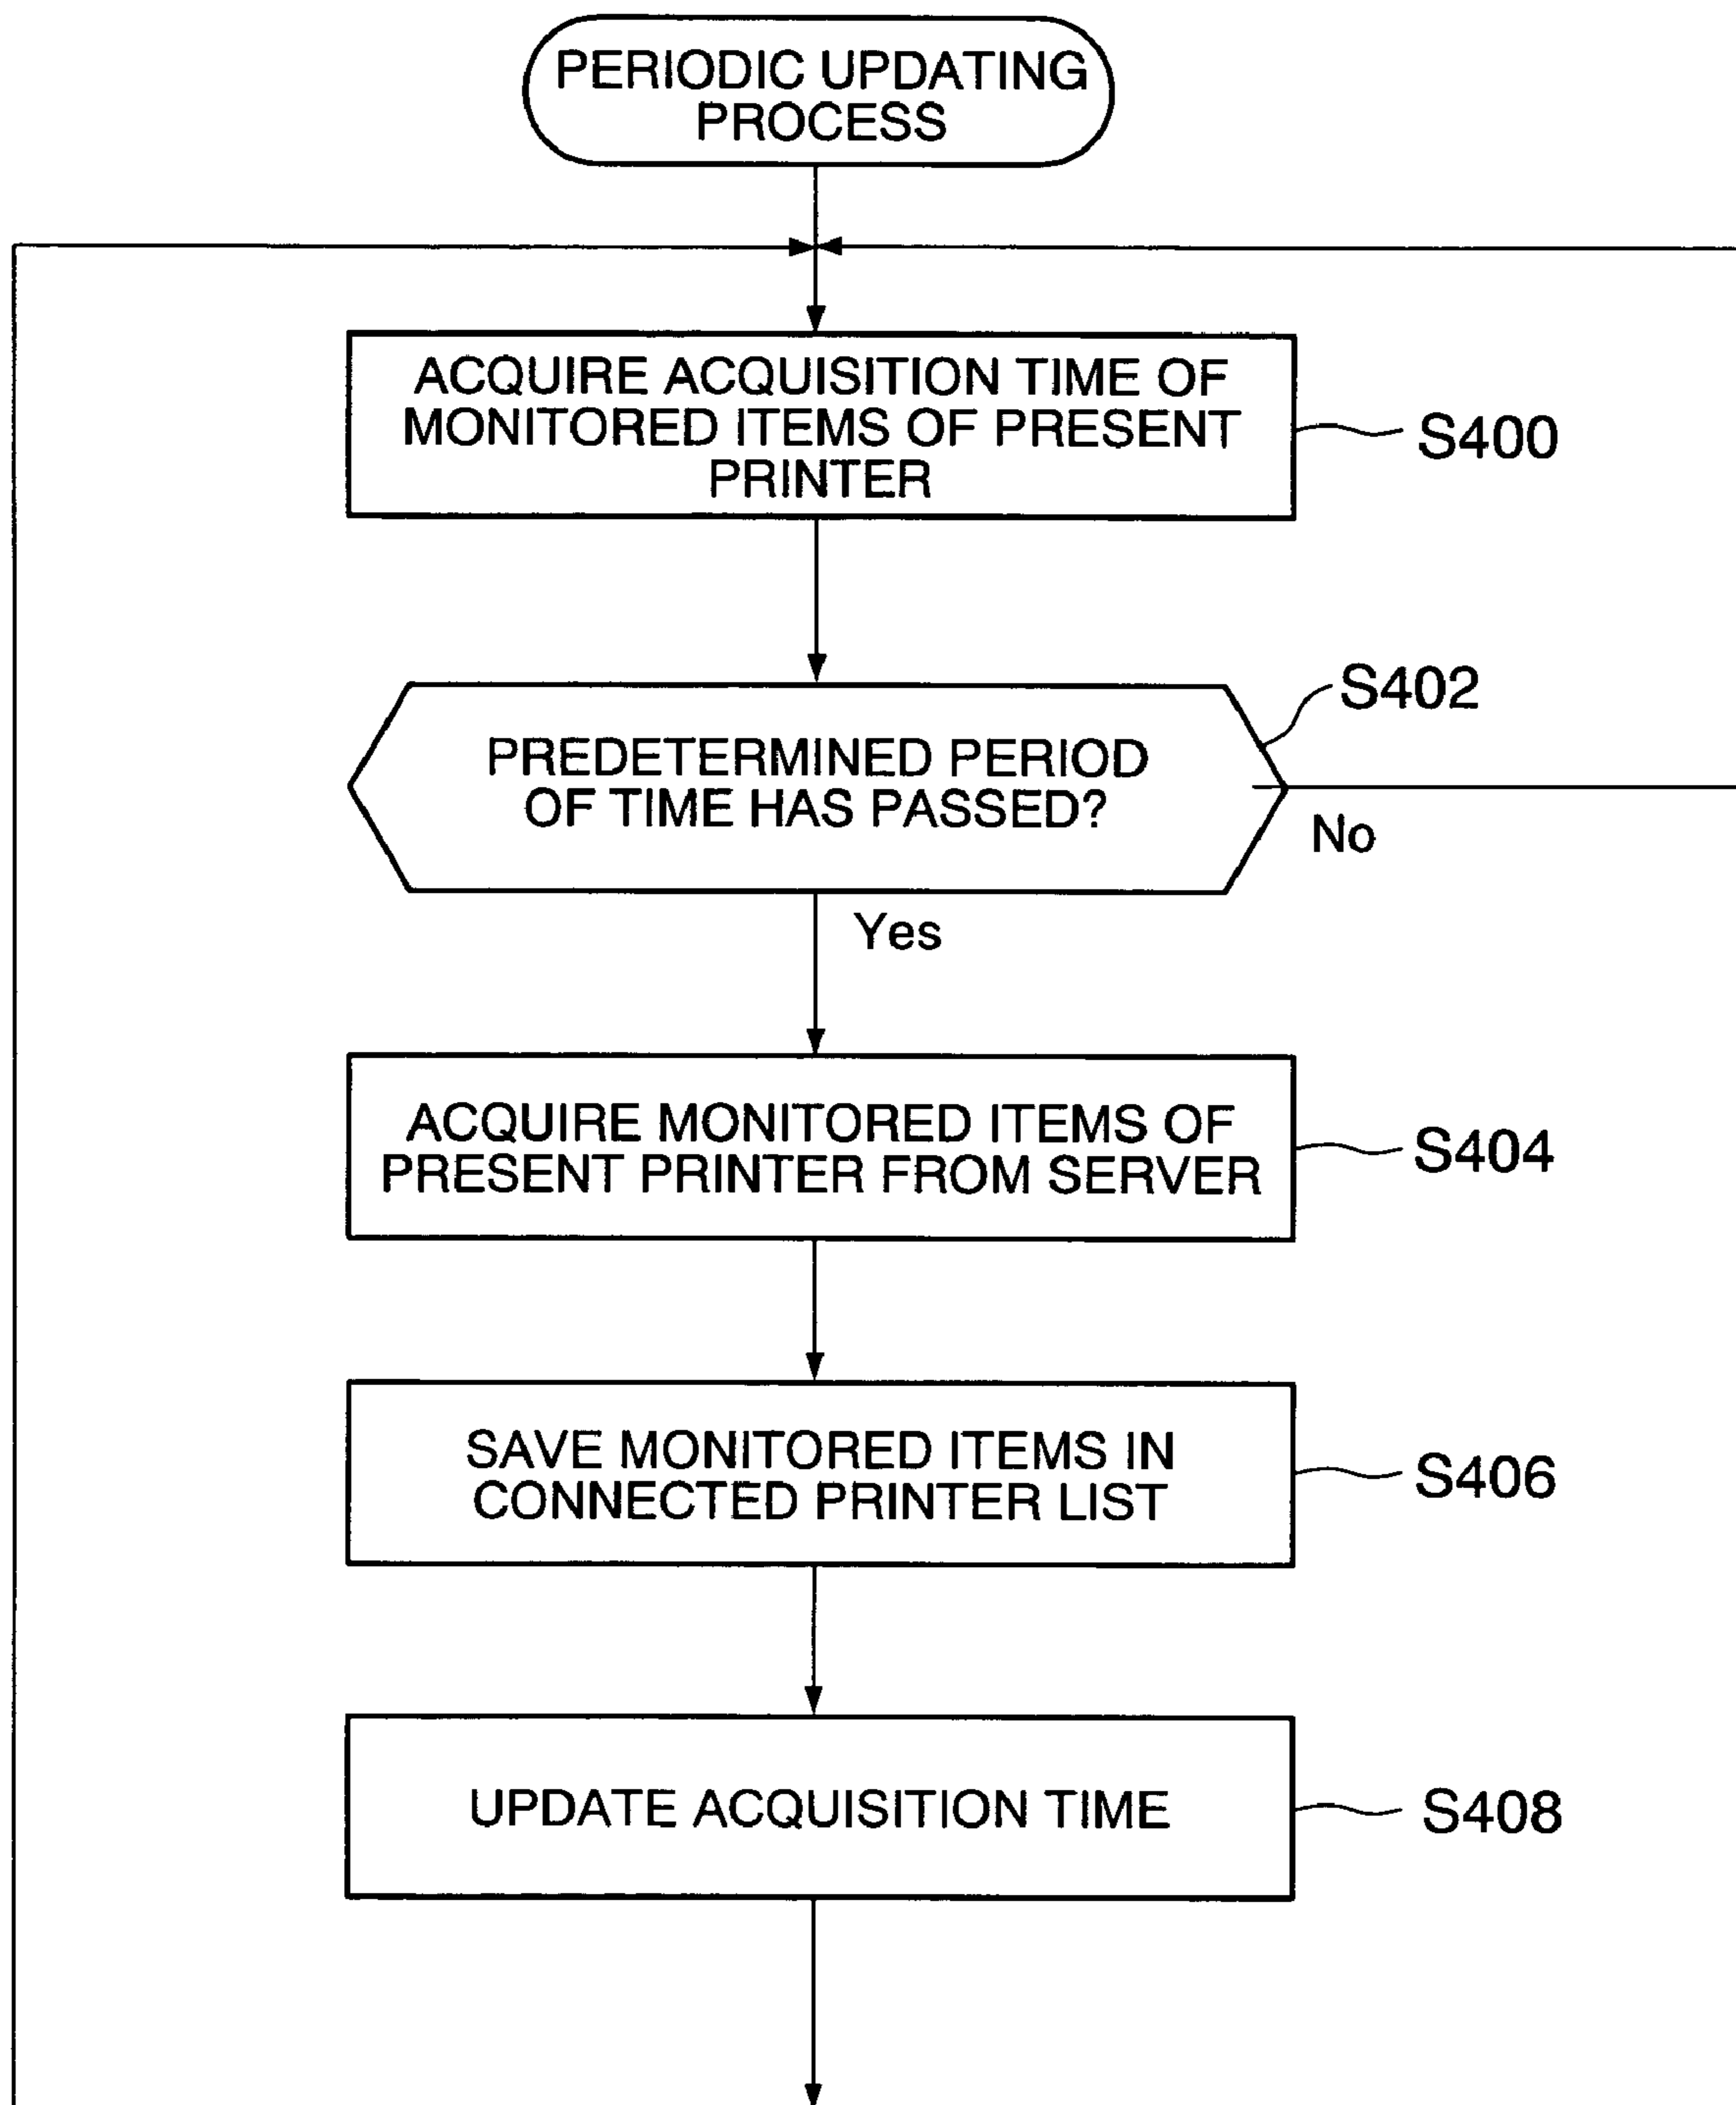 PERIODIC UPDATING
PROCESS
ACQUIRE ACQUISITION TIME OF
MONITORED ITEMS OF PRESENT
PRINTER
S400
S402
PREDETERMINED PERIOD
OF TIME HAS PASSED?
No
Yes
ACQUIRE MONITORED ITEMS OF
PRESENT PRINTER FROM SERVER
S404
SAVE MONITORED ITEMS IN
CONNECTED PRINTER LIST
S406
UPDATE ACQUISITION TIME
S408